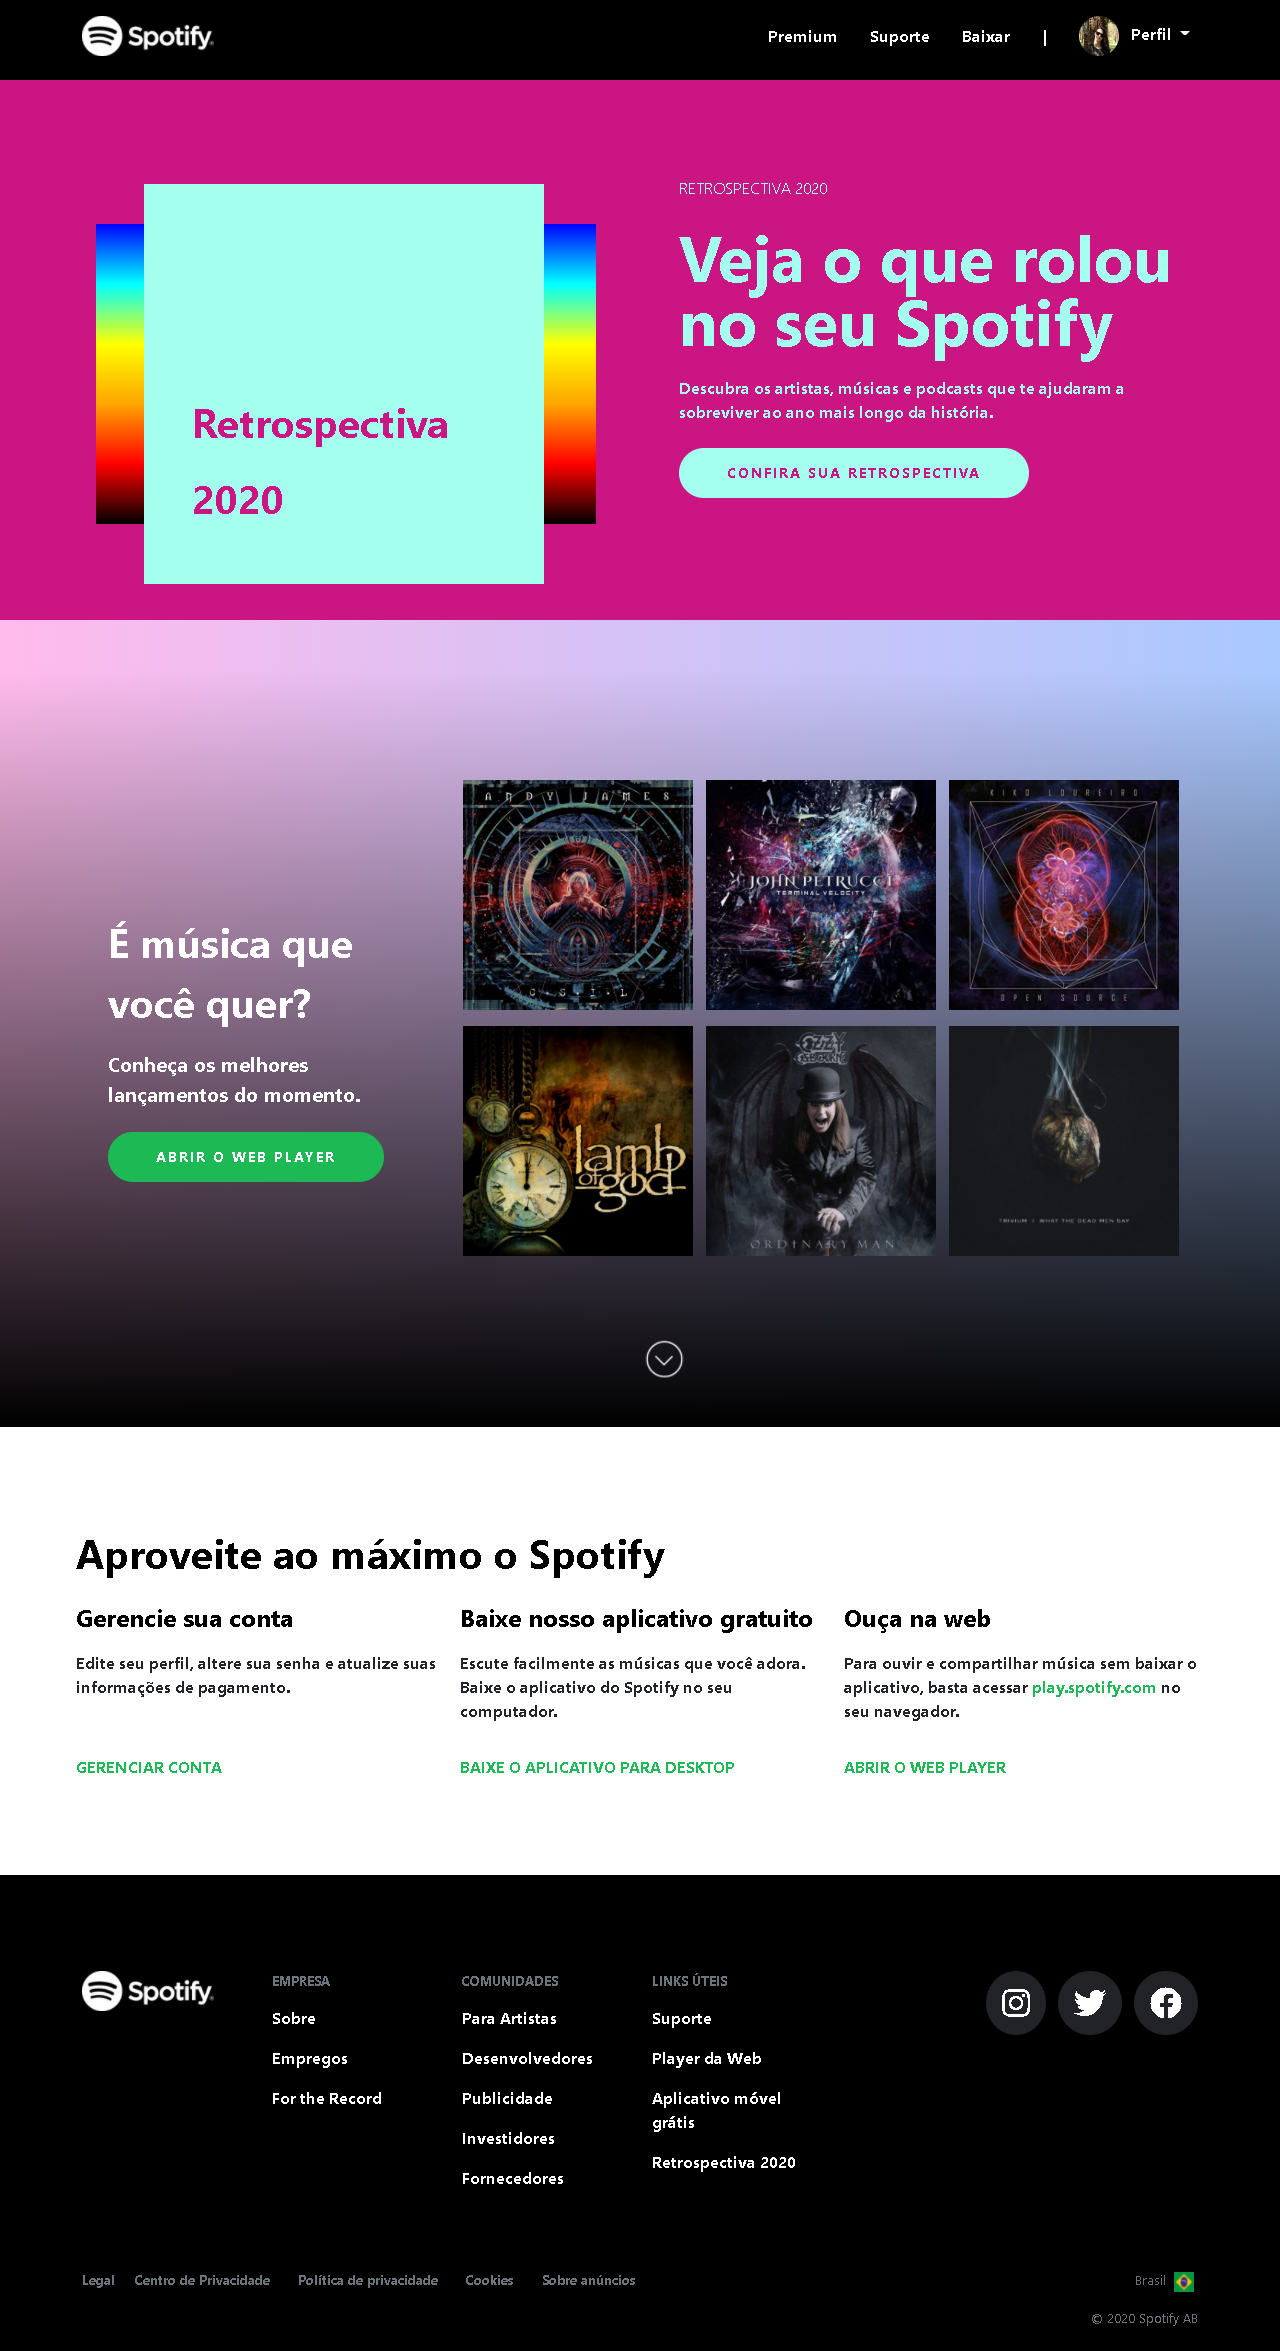 Spotify
Premium
Suporte
Baixar
|
Perfil
Retrospectiva
2020
RETROSPECTIVA 2020
Veja o que rolou
no seu Spotify
Descubra os artistas, músicas e podcasts que te ajudaram a
sobreviver ao ano mais longo da história.
CONFIRA SUA RETROSPECTIVA
É música que
você quer?
Conheça os melhores
lançamentos do momento.
ABRIR O WEB PLAYER
ANDY JAMES
C.S.I.L
JOHN PETRUCCI
TERMINAL VELOCITY
KIKO LOUREIRO
OPEN SOURCE
lamb
of god
OZZY
OSBOURNE
ORDINARY MAN
TRIVIUM | WHAT THE DEAD MEN SAY
Aproveite ao máximo o Spotify
Gerencie sua conta
Edite seu perfil, altere sua senha e atualize suas
informações de pagamento.
GERENCIAR CONTA
Baixe nosso aplicativo gratuito
Escute facilmente as músicas que você adora.
Baixe o aplicativo do Spotify no seu
computador.
BAIXE O APLICATIVO PARA DESKTOP
Ouça na web
Para ouvir e compartilhar música sem baixar o
aplicativo, basta acessar play.spotify.com no
seu navegador.
ABRIR O WEB PLAYER
Spotify
EMPRESA
Sobre
Empregos
For the Record
COMUNIDADES
Para Artistas
Desenvolvedores
Publicidade
Investidores
Fornecedores
LINKS ÚTEIS
Suporte
Player da Web
Aplicativo móvel
grátis
Retrospectiva 2020
Legal
Centro de Privacidade
Política de privacidade
Cookies
Sobre anúncios
Brasil
© 2020 Spotify AB